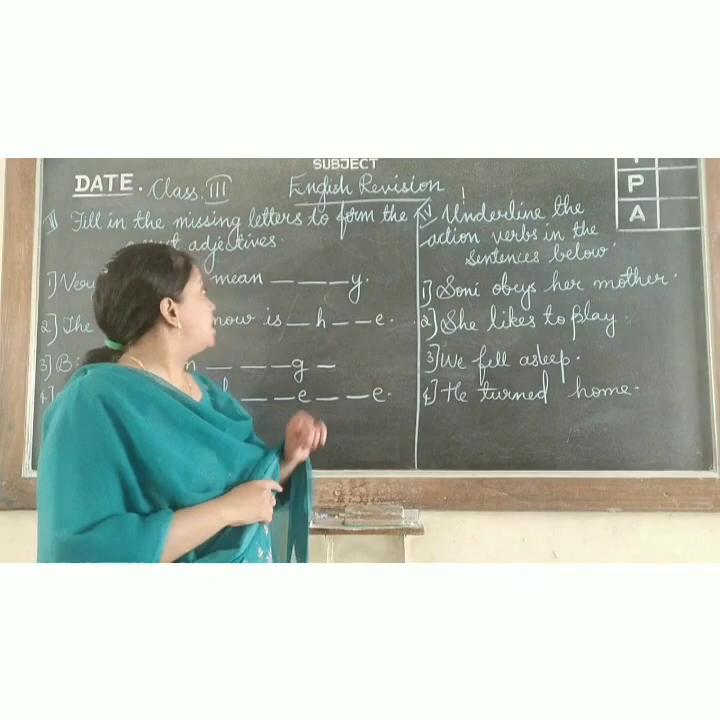 SUBJECT
DATE. Class. III
English Revision
P
A
II Fill in the missing letters to form the
adjectives.
1] Very mean _ _ _ _ y.
2] The now is _ h _ _ e.
3] B _ _ _ _ g _
4] _ _ e _ _ e.
IV Underline the
action verbs in the
sentences below.
1] Soni obeys her mother.
2] She likes to play.
3] We fell asleep.
4] He turned home.